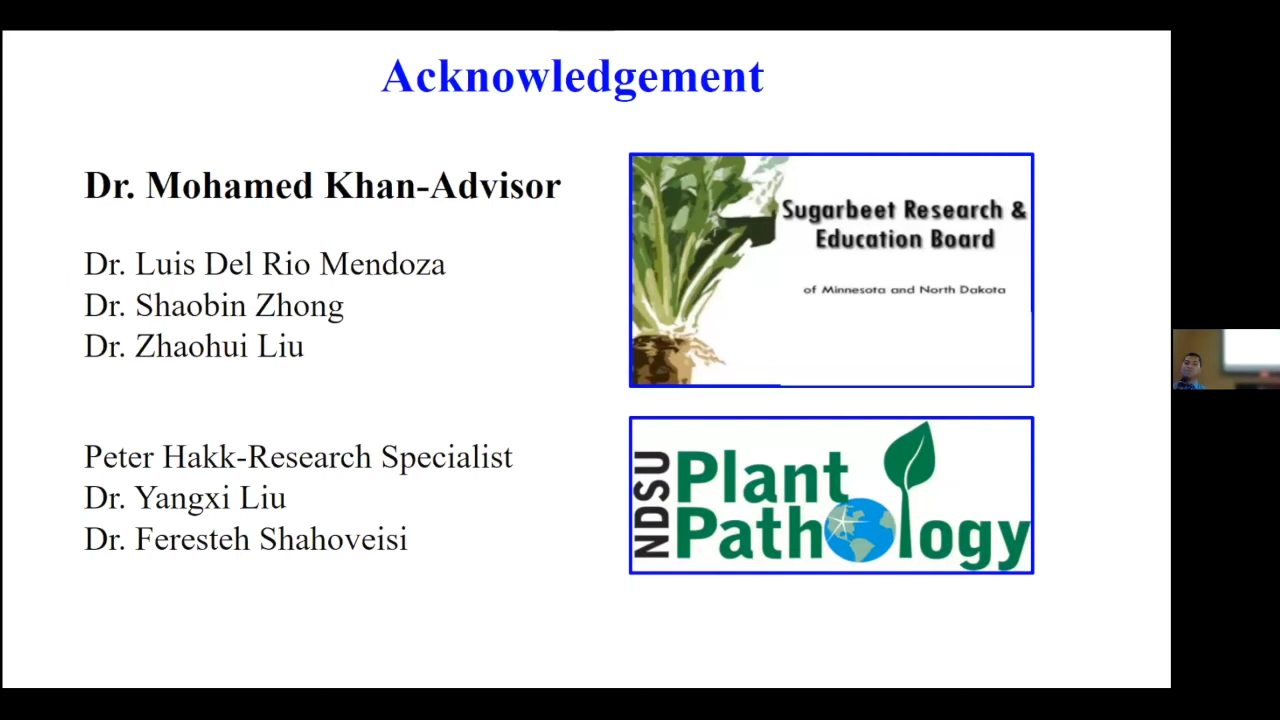 Acknowledgement
Dr. Mohamed Khan-Advisor
Dr. Luis Del Rio Mendoza
Dr. Shaobin Zhong
Dr. Zhaohui Liu
Peter Hakk-Research Specialist
Dr. Yangxi Liu
Dr. Feresteh Shahoveisi
Sugarbeet Research &
Education Board
of Minnesota and North Dakota
NDSU
Plant
Pathology